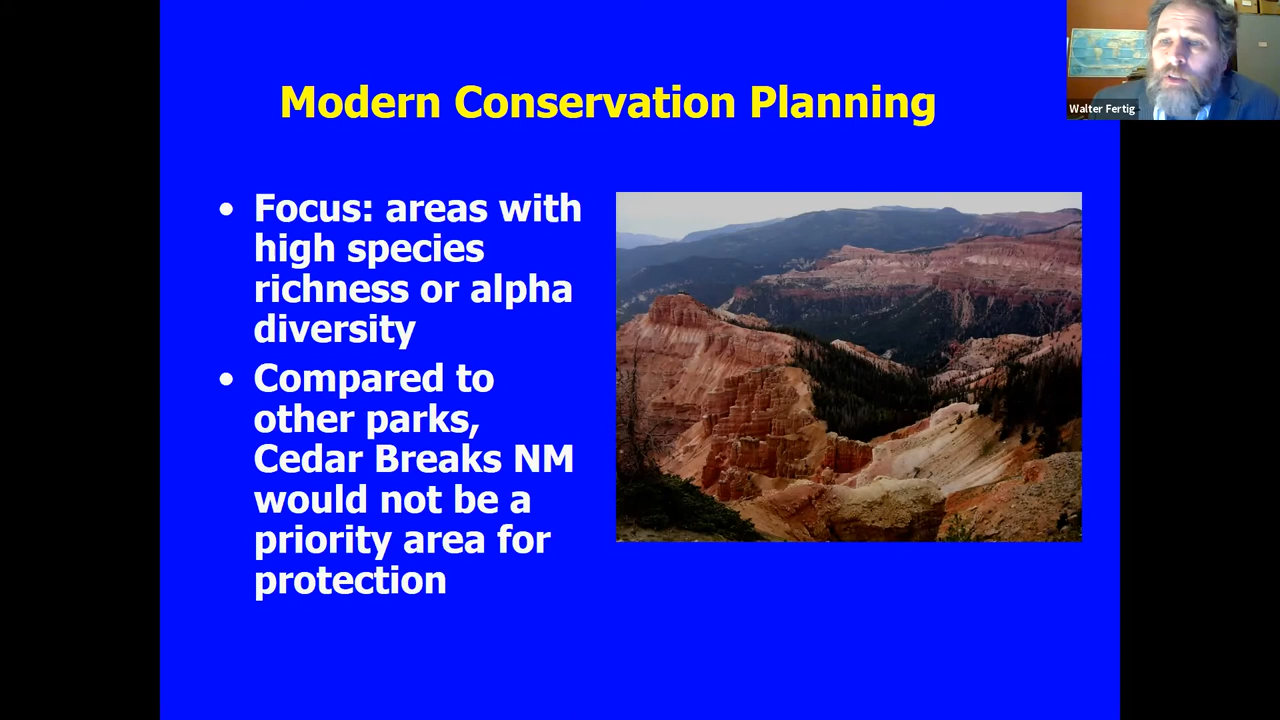 Walter Fertig
Modern Conservation Planning
• Focus: areas with
high species
richness or alpha
diversity
• Compared to
other parks,
Cedar Breaks NM
would not be a
priority area for
protection